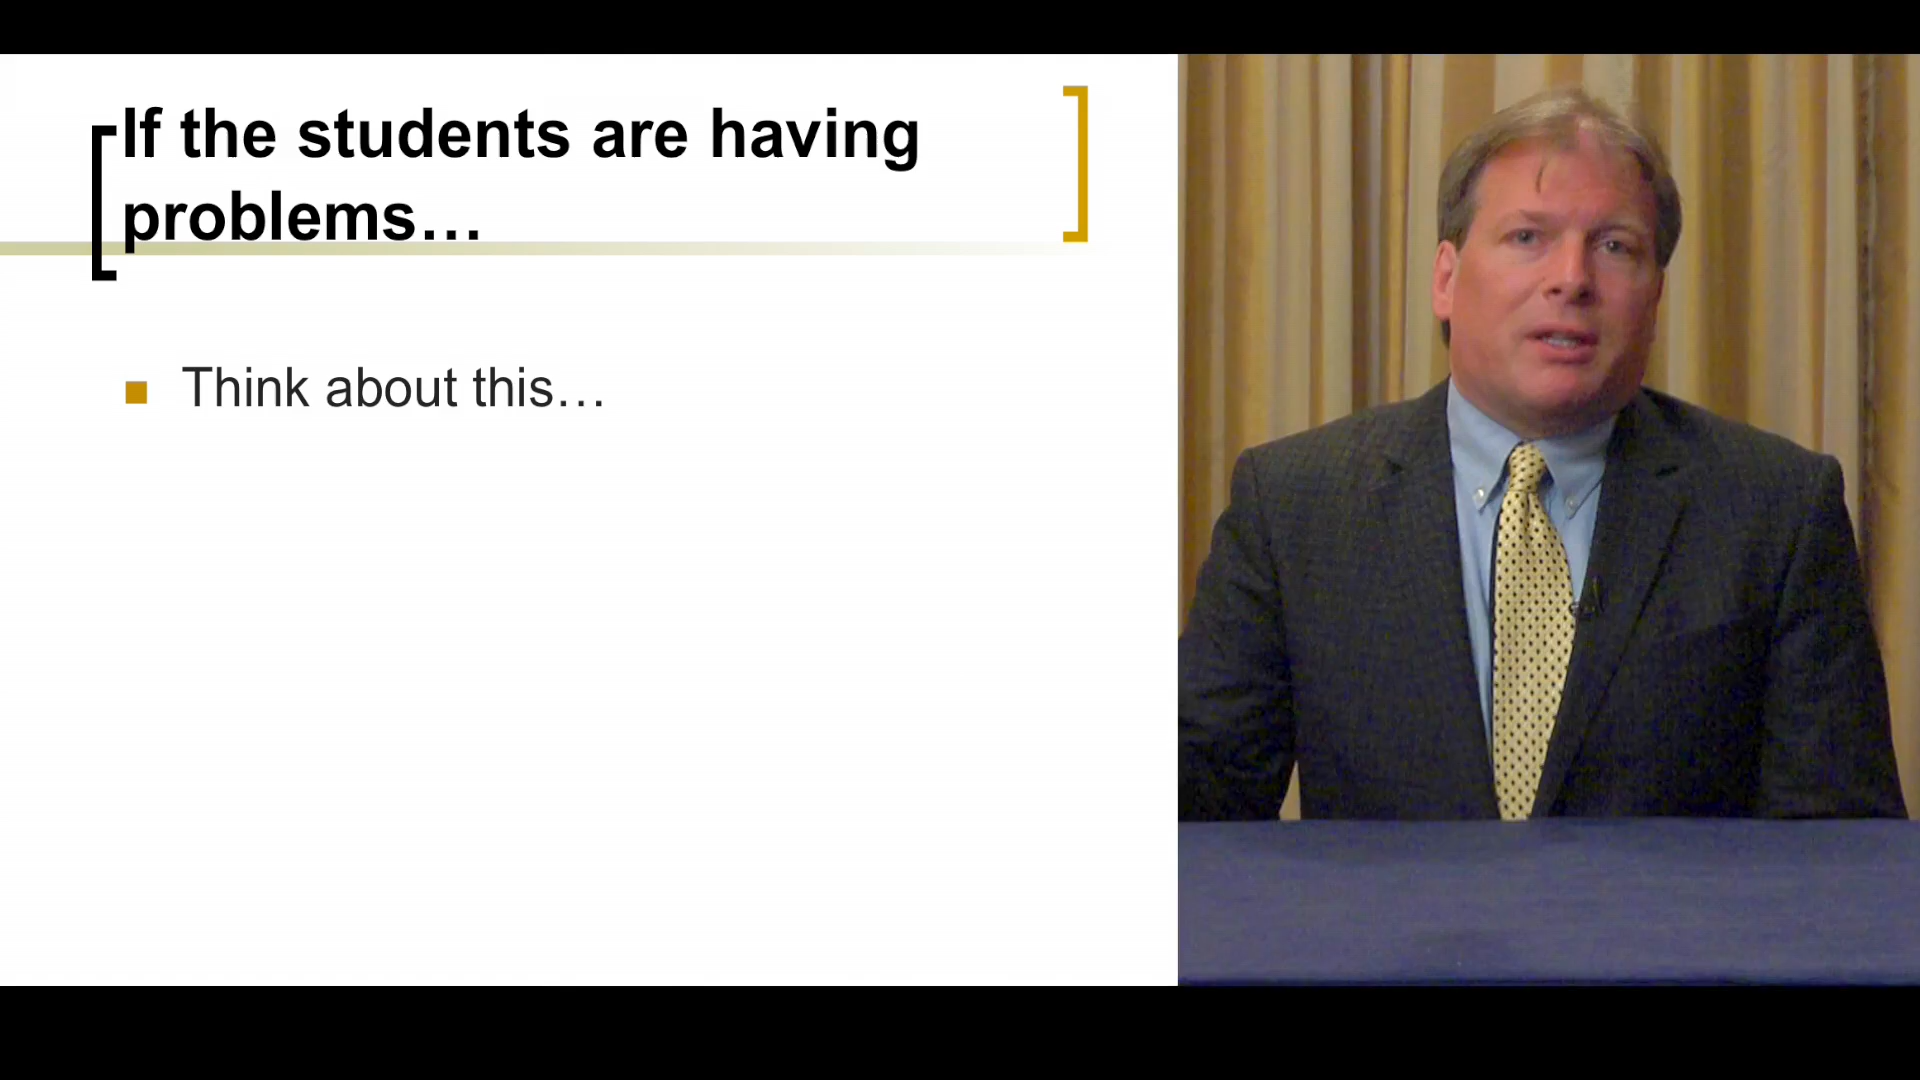 If the students are having
problems…
Think about this…